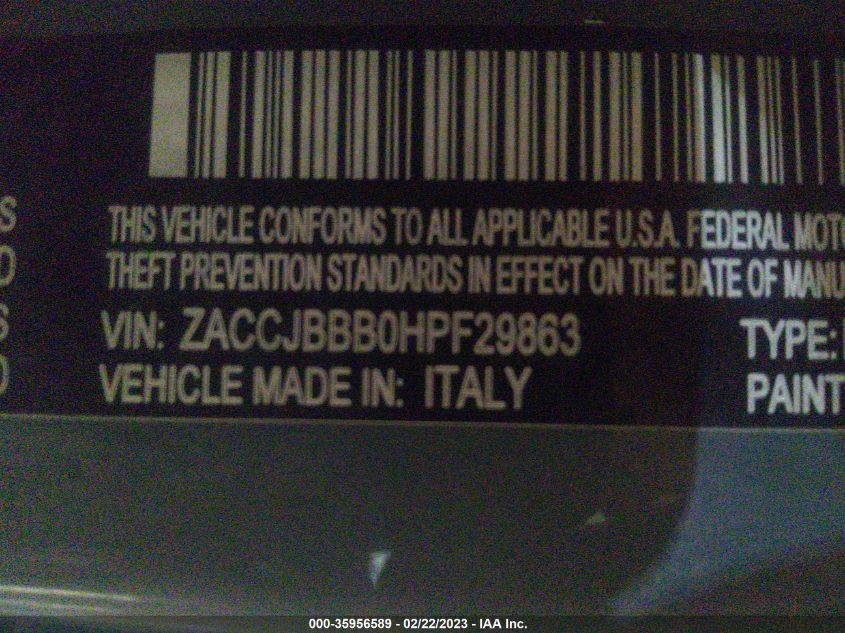 THIS VEHICLE CONFORMS TO ALL APPLICABLE U.S.A. FEDERAL
THEFT PREVENTION STANDARDS IN EFFECT ON THE DATE OF
VIN: ZACCJBBB0HPF29863
TYPE:
VEHICLE MADE IN: ITALY
PAINT
000-35956589 - 02/22/2023 - IAA Inc.